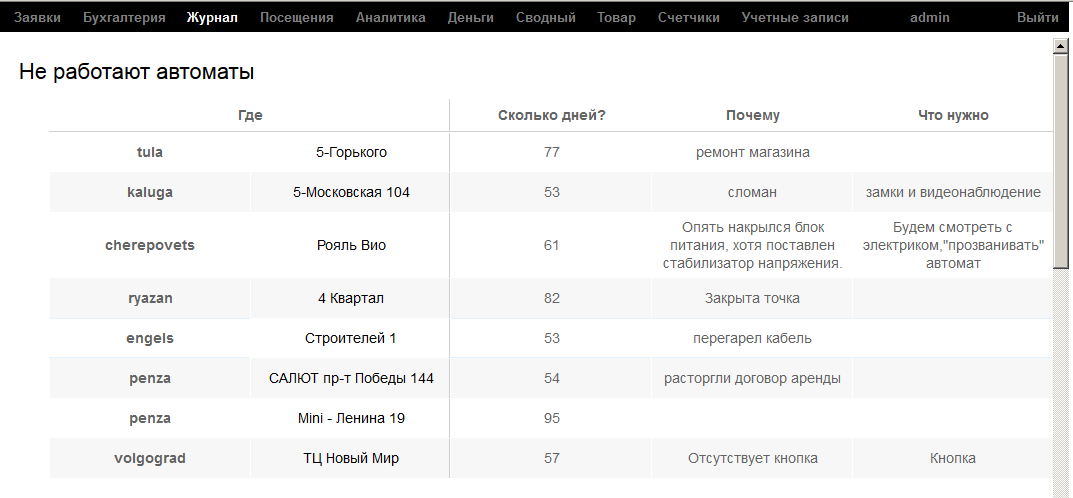 Заявки Бухгалтерия Журнал Посещения Аналитика Деньги Сводный Товар Счетчики Учетные записи admin Выйти
Не работают автоматы
Где Сколько дней? Почему Что нужно
tula 5-Горького 77 ремонт магазина
kaluga 5-Московская 104 53 сломан замки и видеонаблюдение
cherepovets Рояль Вио 61 Опять накрылся блок питания, хотя поставлен стабилизатор напряжения. Будем смотреть с электриком,"прозванивать" автомат
ryazan 4 Квартал 82 Закрыта точка
engels Строителей 1 53 перегарел кабель
penza САЛЮТ пр-т Победы 144 54 расторгли договор аренды
penza Mini - Ленина 19 95
volgograd ТЦ Новый Мир 57 Отсутствует кнопка Кнопка